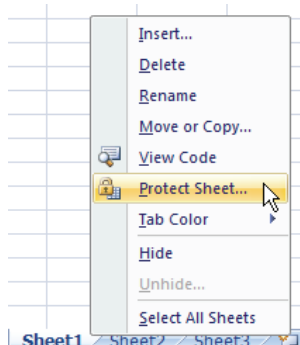 Insert...
Delete
Rename
Move or Copy...
View Code
Protect Sheet...
Tab Color
Hide
Unhide...
Select All Sheets
Sheet1 Sheet2 Sheet3